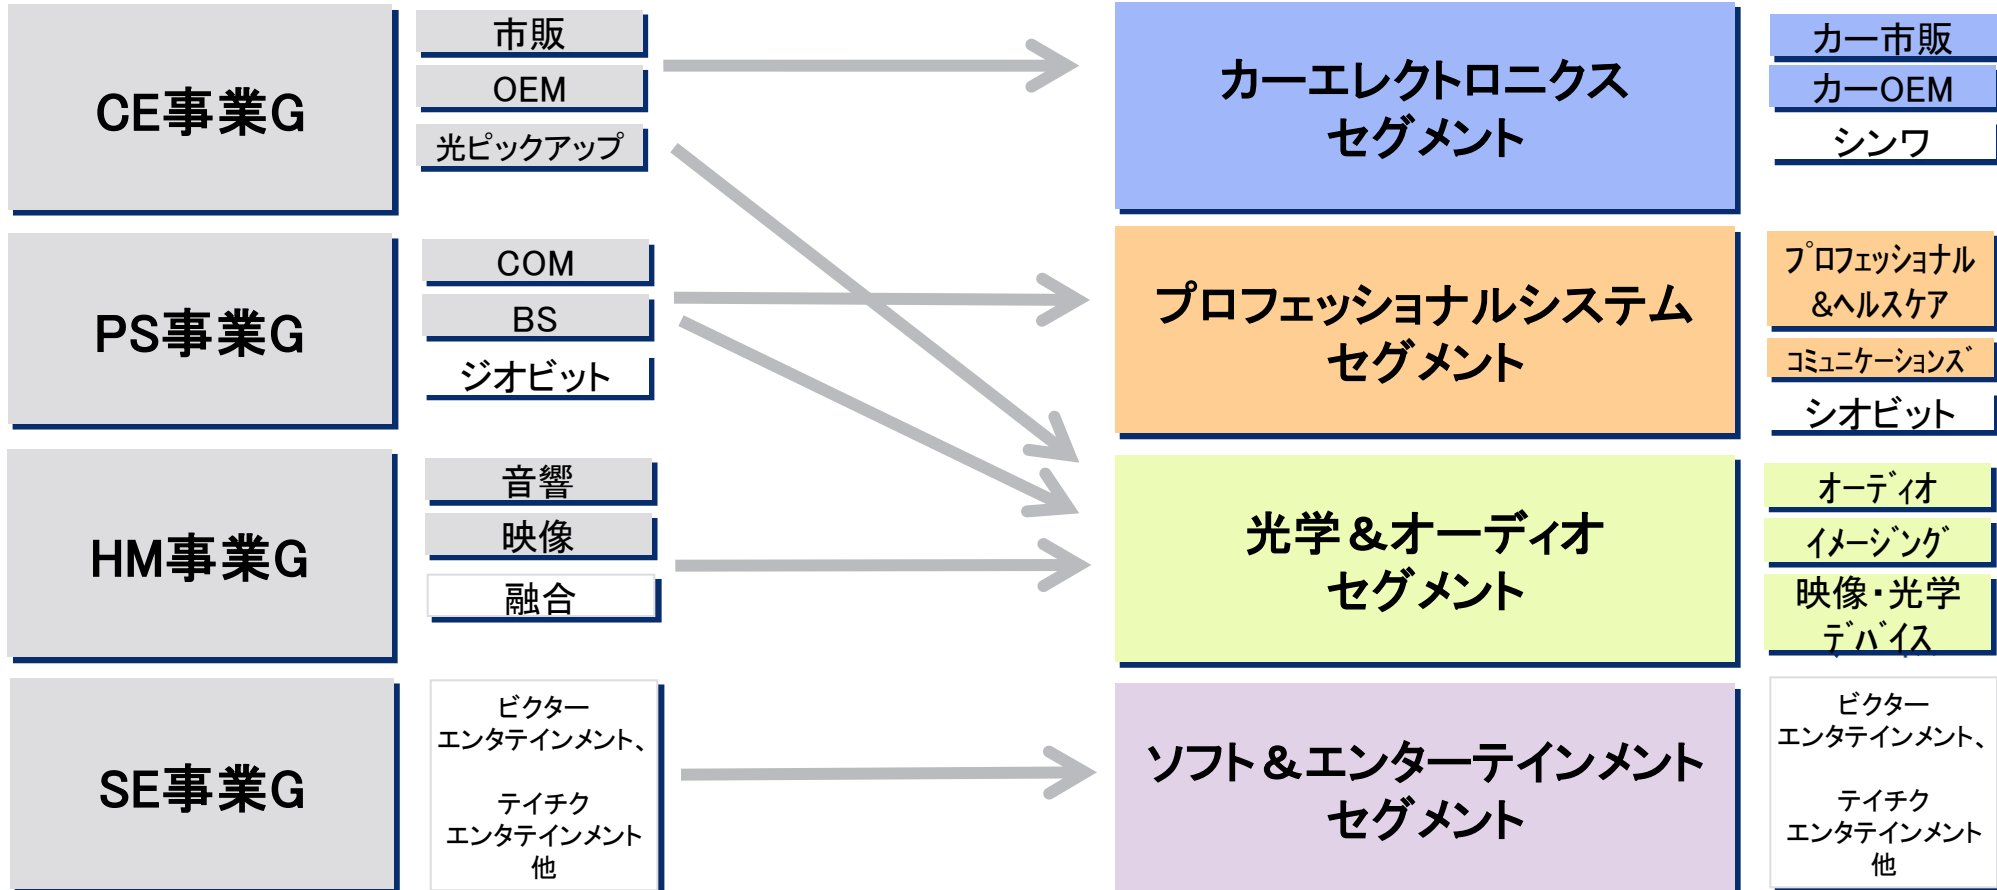 CE事業G
市販
OEM
光ピックアップ
カーエレクトロニクス
セグメント
カー市販
カーOEM
シンワ
PS事業G
COM
BS
ジオビット
プロフェッショナルシステム
セグメント
プロフェッショナル
&ヘルスケア
コミュニケーションズ
シオビット
HM事業G
音響
映像
融合
光学&オーディオ
セグメント
オーディオ
イメージング
映像・光学
デバイス
SE事業G
ビクター
エンタテインメント、
テイチク
エンタテインメント
他
ソフト&エンターテインメント
セグメント
ビクター
エンタテインメント、
テイチク
エンタテインメント
他